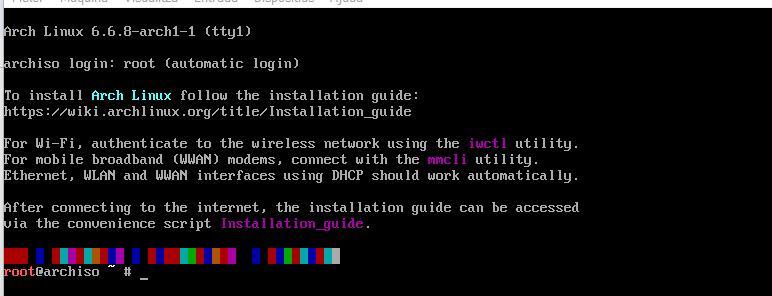 Arch Linux 6.6.8-arch1-1 (tty1)
archiso login: root (automatic login)
To install Arch Linux follow the installation guide:
https://wiki.archlinux.org/title/Installation_guide
For Wi-Fi, authenticate to the wireless network using the iwctl utility.
For mobile broadband (WWAN) modems, connect with the mmcli utility.
Ethernet, WLAN and WWAN interfaces using DHCP should work automatically.
After connecting to the internet, the installation guide can be accessed
via the convenience script Installation_guide.
root@archiso ~ # _